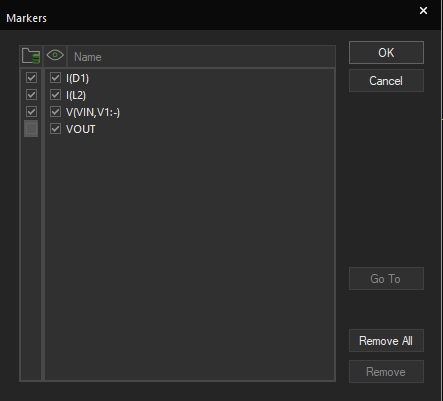 Markers
Name
I(D1)
I(L2)
V(VIN,V1:-)
VOUT
OK
Cancel
Go To
Remove All
Remove